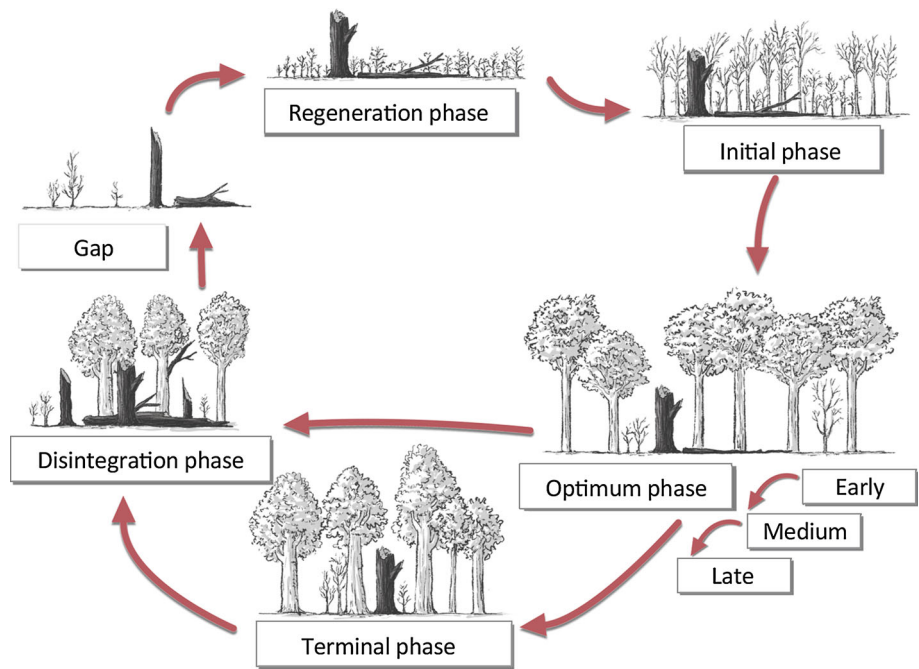 Regeneration phase
Initial phase
Gap
Disintegration phase
Optimum phase
Early
Medium
Late
Terminal phase